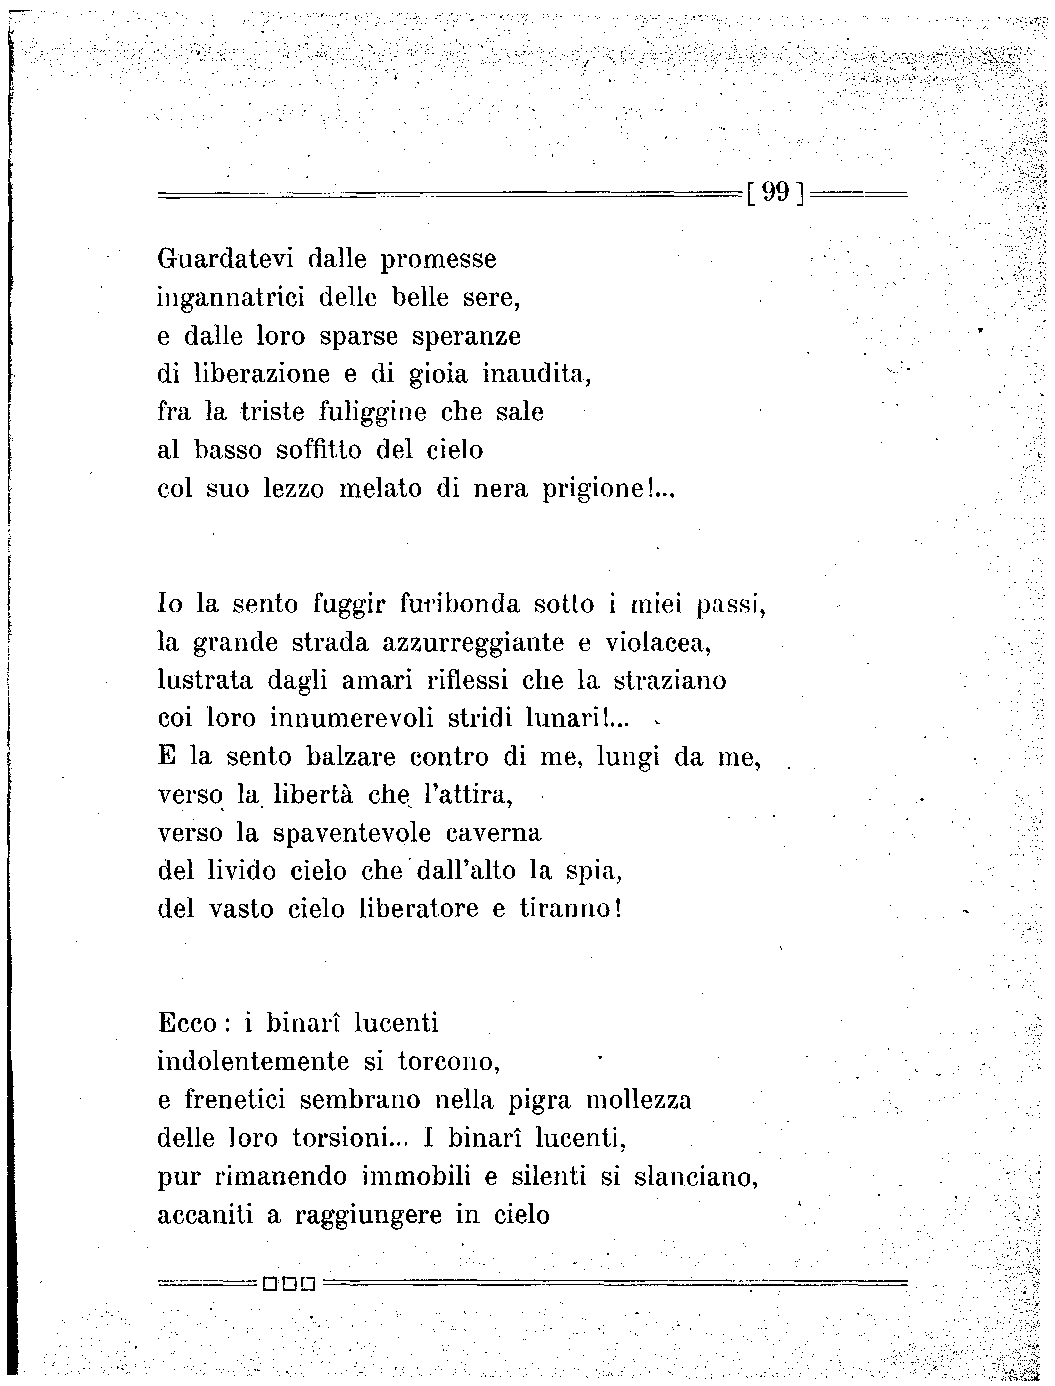 [ 99 ]
Guardatevi dalle promesse
ingannatrici delle belle sere,
e dalle loro sparse speranze
di liberazione e di gioia inaudita,
fra la triste fuliggine che sale
al basso soffitto del cielo
col suo lezzo melato di nera prigione!...
Io la sento fuggir furibonda sotto i miei passi,
la grande strada azzurreggiante e violacea,
lustrata dagli amari riflessi che la straziano
coi loro innumerevoli stridi lunari!...
E la sento balzare contro di me, lungi da me,
verso la libertà che l'attira,
verso la spaventevole caverna
del livido cielo che dall'alto la spia,
del vasto cielo liberatore e tiranno!
Ecco : i binarî lucenti
indolentemente si torcono,
e frenetici sembrano nella pigra mollezza
delle loro torsioni... I binarî lucenti,
pur rimanendo immobili e silenti si slanciano,
accaniti a raggiungere in cielo